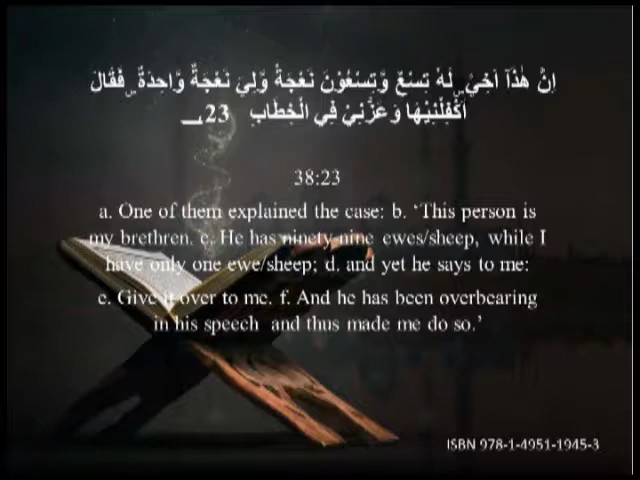 اِنَّ هٰذَآ اَخِيْ ۣ لَهٗ تِسْعٌ وَّتِسْعُوْنَ نَعْجَةً وَّلِيَ نَعْجَةٌ وَّاحِدَةٌ ۣ فَقَالَ
اَكْفِلْنِيْهَا وَعَزَّنِيْ فِي الْخِطَابِ 23
38:23
a. One of them explained the case: b. ‘This person is
my brethren. c. He has ninety-nine ewes/sheep, while I
have only one ewe/sheep; d. and yet he says to me:
e. Give it over to me. f. And he has been overbearing
in his speech and thus made me do so.’
ISBN 978-1-4951-1945-3